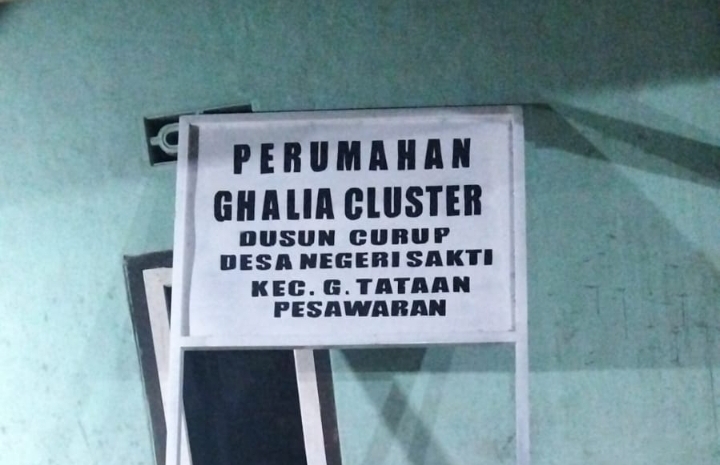 PERUMAHAN
GHALIA CLUSTER
DUSUN CURUP
DESA NEGERI SAKTI
KEC. G. TATAAN
PESAWARAN